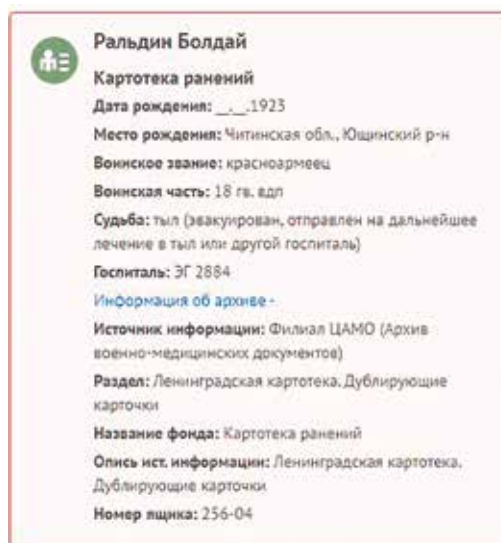 Ральдин Болдай
Картотека ранений
Дата рождения: __.__.1923
Место рождения: Читинская обл., Ющинский р-н
Воинское звание: красноармеец
Воинская часть: 18 гв. вдп
Судьба: тыл (эвакуирован, отправлен на дальнейшее
лечение в тыл или другой госпиталь)
Госпиталь: ЭГ 2884
Информация об архиве -
Источник информации: Филиал ЦАМО (Архив
военно-медицинских документов)
Раздел: Ленинградская картотека. Дублирующие
карточки
Название фонда: Картотека ранений
Опись ист. информации: Ленинградская картотека.
Дублирующие карточки
Номер ящика: 256-04